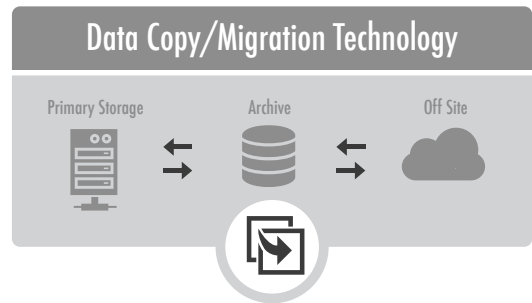 Data Copy/Migration Technology
Primary Storage
Archive
Off Site